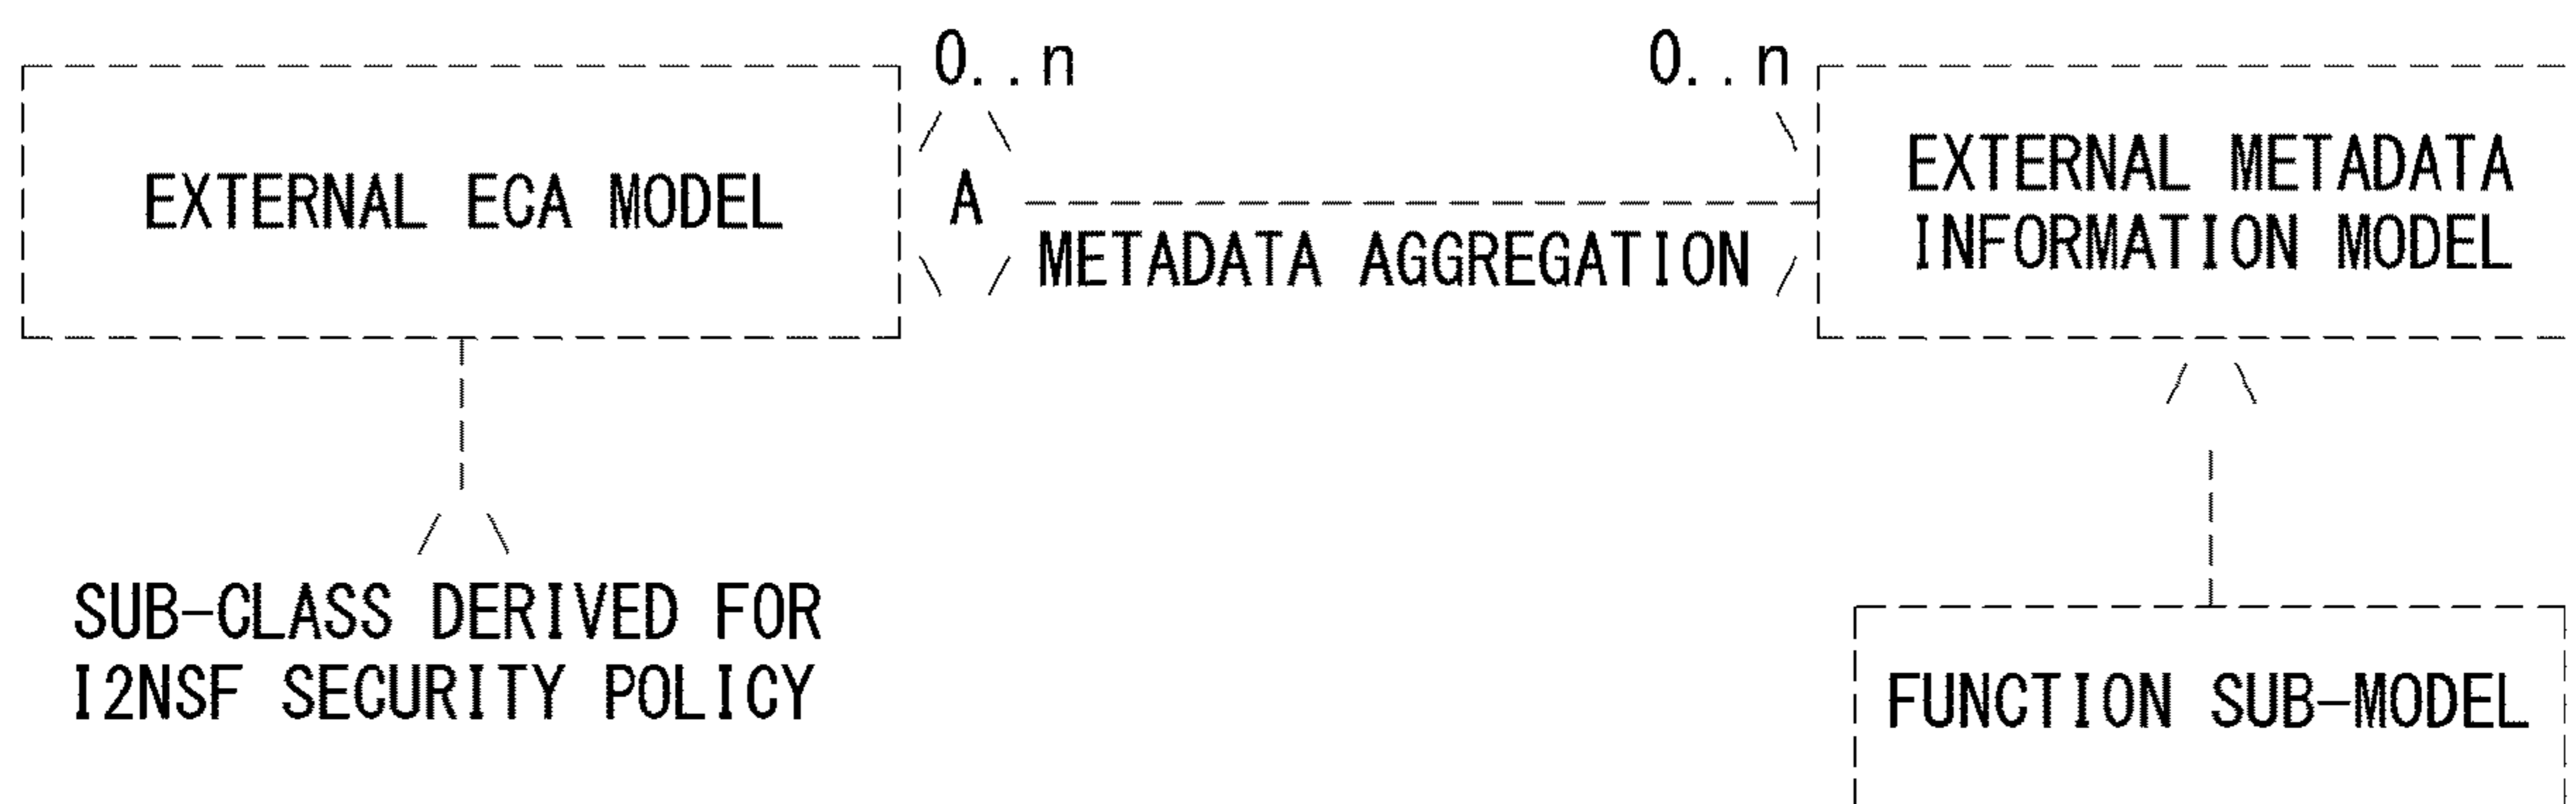 0..n
0..n
EXTERNAL ECA MODEL
A
METADATA AGGREGATION
EXTERNAL METADATA
INFORMATION MODEL
SUB-CLASS DERIVED FOR
I2NSF SECURITY POLICY
FUNCTION SUB-MODEL